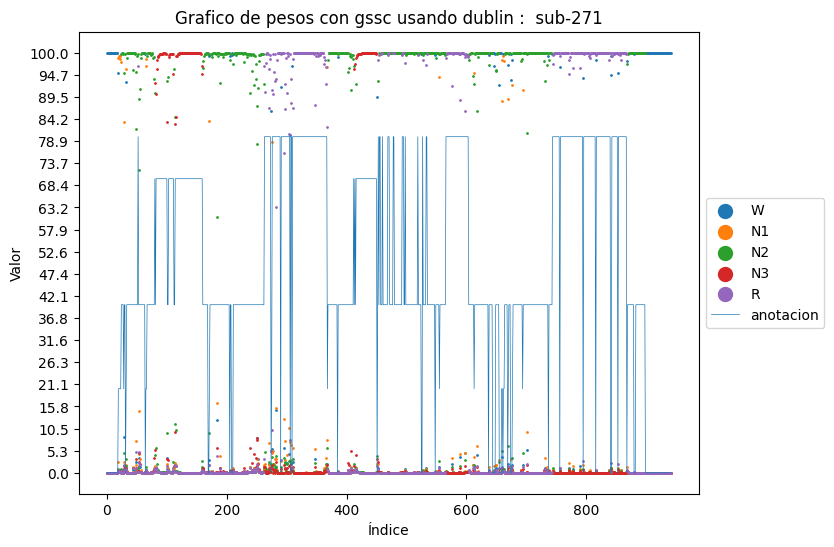 Grafico de pesos con gssc usando dublin :  sub-271
100.0
94.7
89.5
84.2
78.9
73.7
68.4
63.2
57.9
52.6
47.4
42.1
36.8
31.6
26.3
21.1
15.8
10.5
5.3
0.0
Valor
0 200 400 600 800
Índice
W
N1
N2
N3
R
anotacion